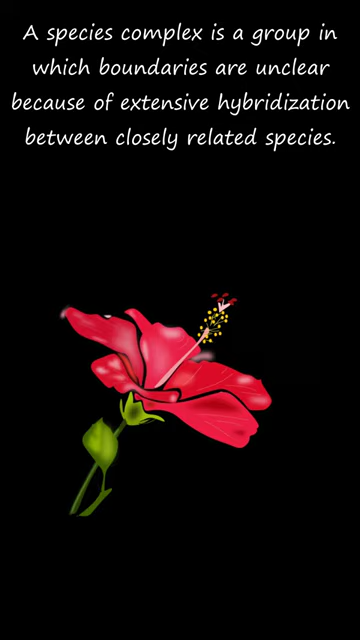 A species complex is a group in
which boundaries are unclear
because of extensive hybridization
between closely related species.